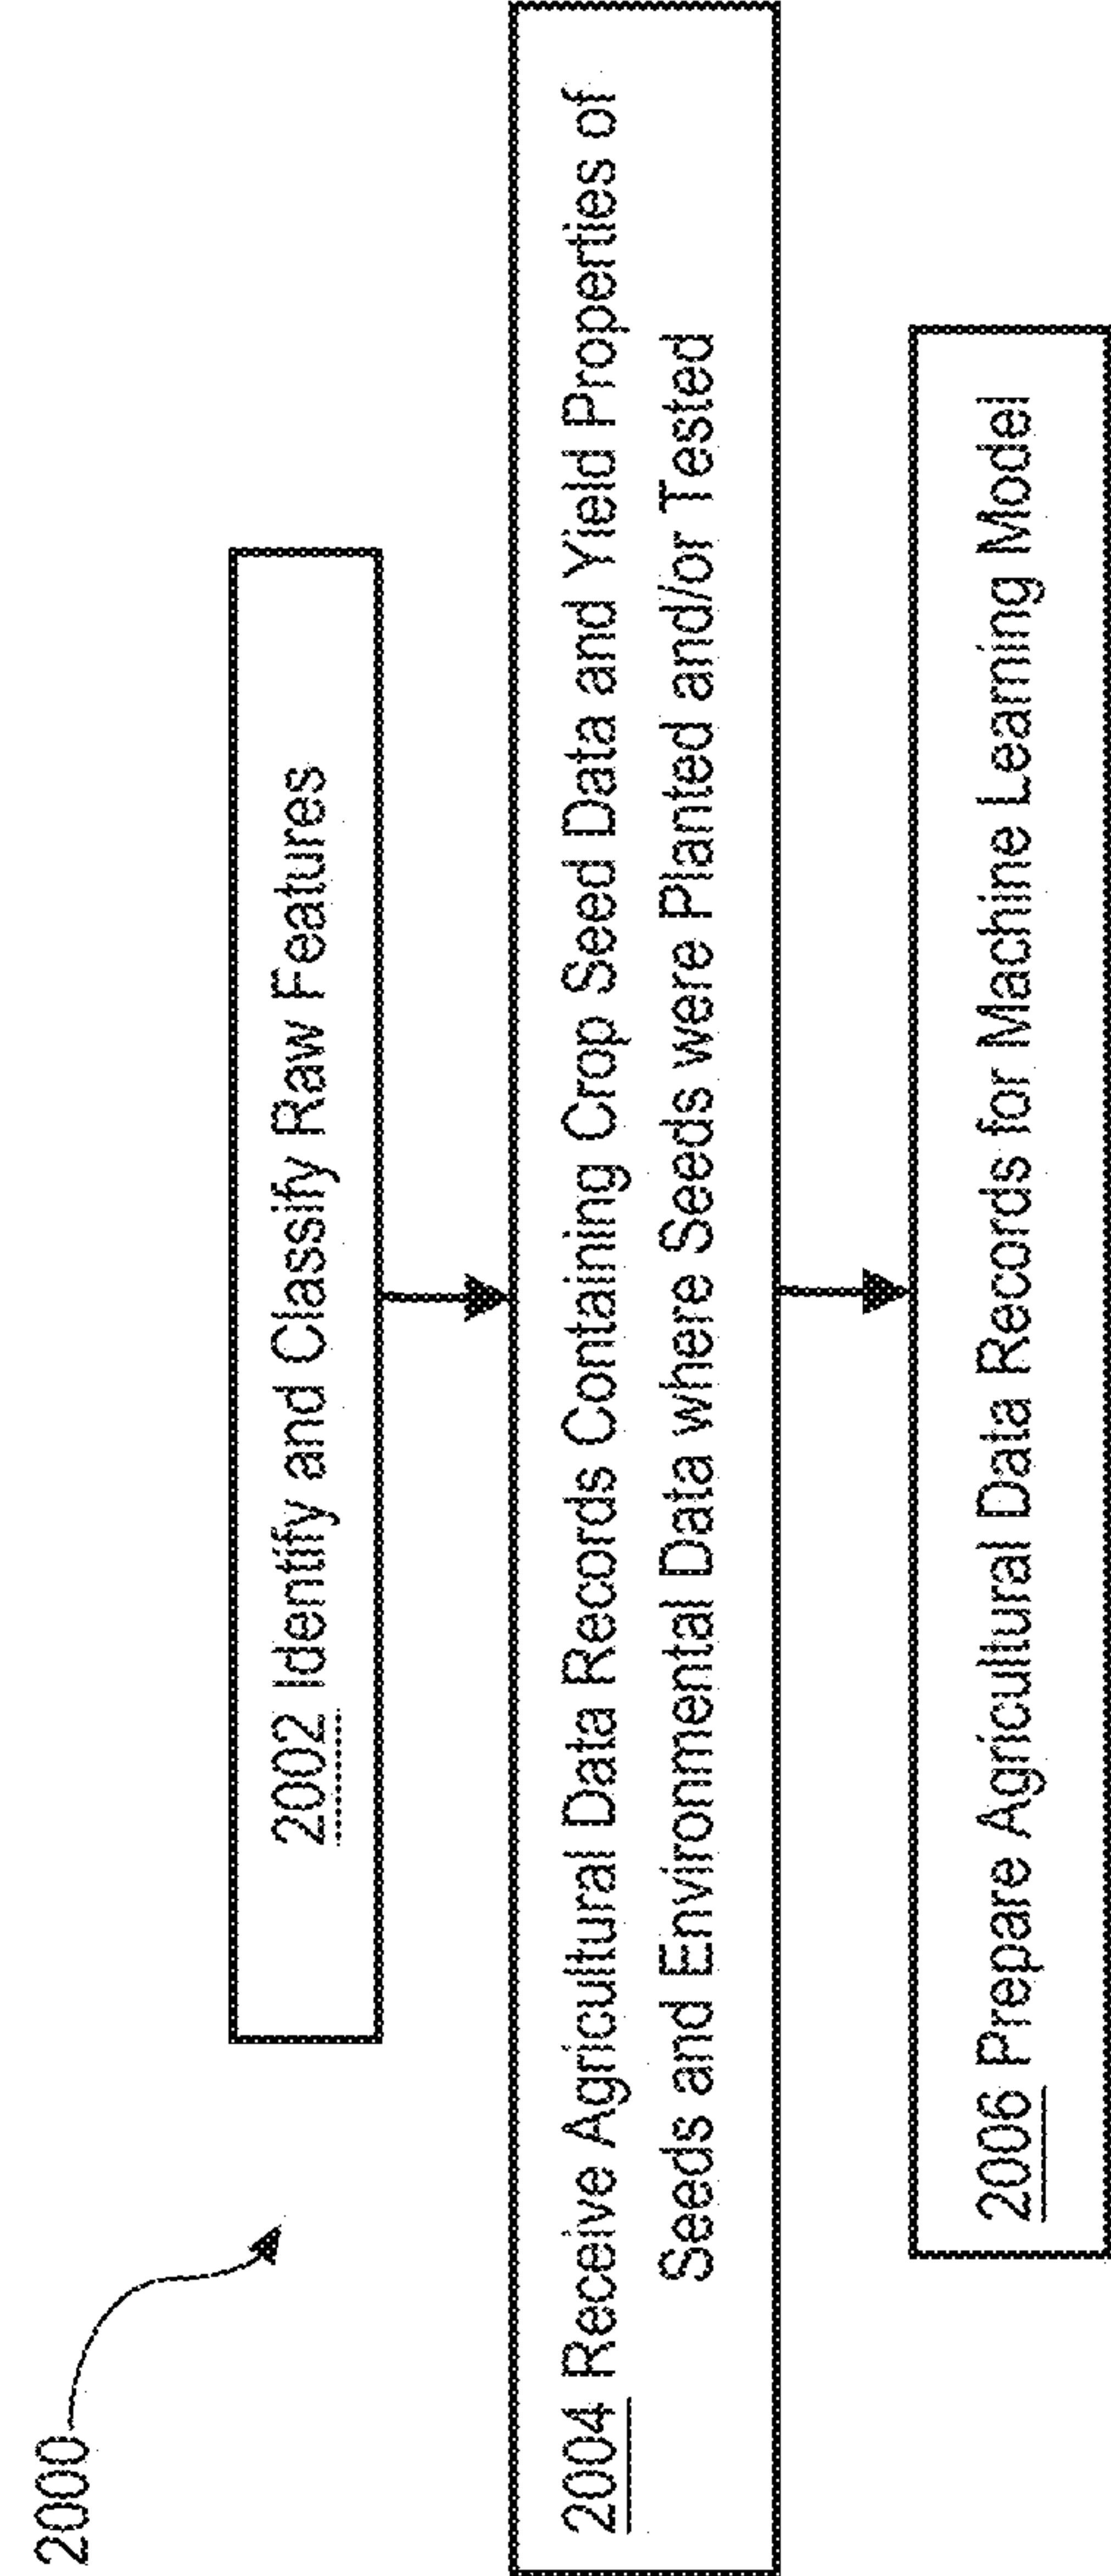 2000
2002 Identify and Classify Raw Features
2004 Receive Agricultural Data Records Containing Crop Seed Data and Yield Properties of
Seeds and Environmental Data where Seeds were Planted and/or Tested
2006 Prepare Agricultural Data Records for Machine Learning Model